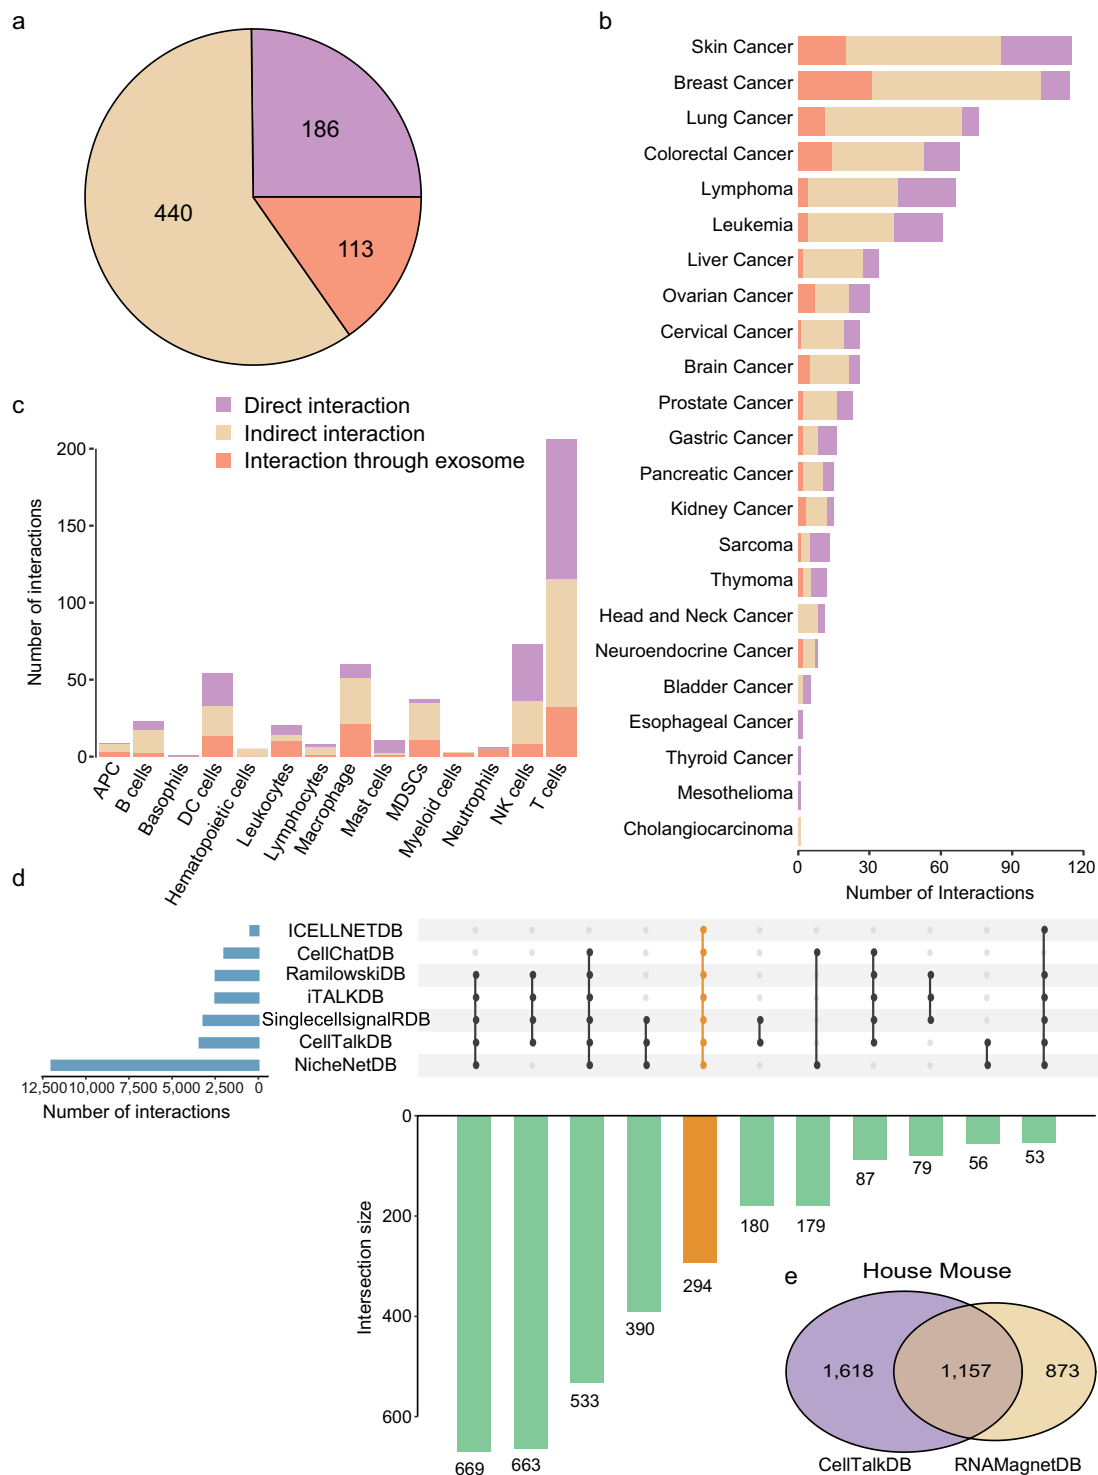 a
186
440
113
b
Skin Cancer
Breast Cancer
Lung Cancer
Colorectal Cancer
Lymphoma
Leukemia
Liver Cancer
Ovarian Cancer
Cervical Cancer
Brain Cancer
Prostate Cancer
Gastric Cancer
Pancreatic Cancer
Kidney Cancer
Sarcoma
Thymoma
Head and Neck Cancer
Neuroendocrine Cancer
Bladder Cancer
Esophageal Cancer
Thyroid Cancer
Mesothelioma
Cholangiocarcinoma
0 30 60 90 120
Number of Interactions
c
Direct interaction
Indirect interaction
Interaction through exosome
Number of interactions
200
150
100
50
0
APC
B cells
Basophils
DC cells
Hematopoietic cells
Leukocytes
Lymphocytes
Macrophage
Mast cells
MDSCs
Myeloid cells
Neutrophils
NK cells
T cells
d
ICELLNETDB
CellChatDB
RamilowskiDB
iTALKDB
SinglecellsignalRDB
CellTalkDB
NicheNetDB
12,500 10,000 7,500 5,000 2,500 0
Number of interactions
Intersection size
0
200
400
600
669
663
533
390
294
180
179
87
79
56
53
e
House Mouse
1,618
1,157
873
CellTalkDB
RNAMagnetDB